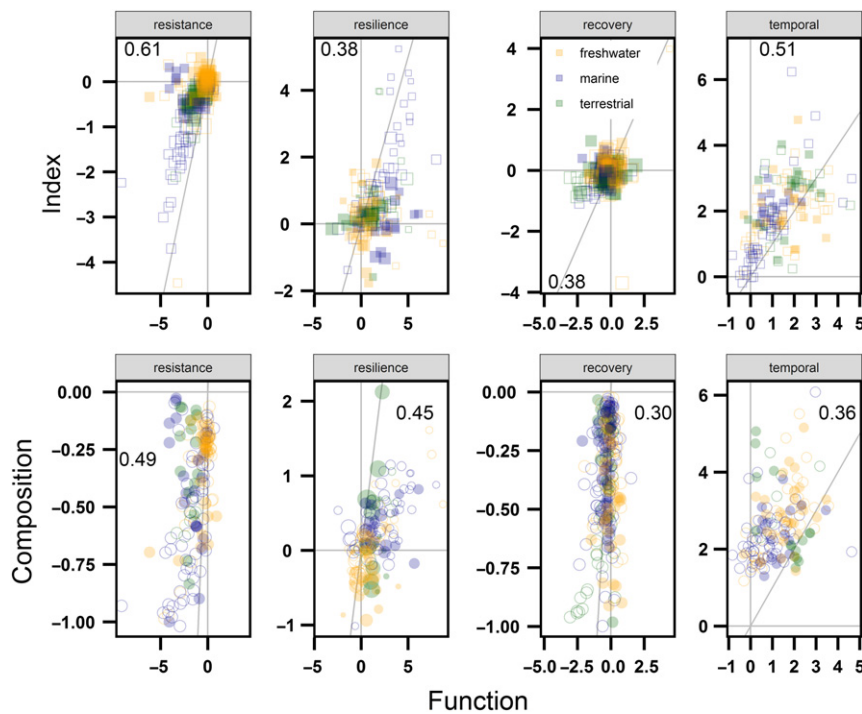 resistance resilience recovery temporal
0.61 0.38 0.51
freshwater
marine
terrestrial
0.38
Index
0 −1 −2 −3 −4
4 2 0 −2
4 2 0 −2 −4
6 4 2 0
−5 0 −5 0 5 −5.0 −2.5 0.0 2.5 −1 0 1 2 3 4 5
resistance resilience recovery temporal
0.49 0.45 0.30 0.36
Composition
0.00 −0.25 −0.50 −0.75 −1.00
2 1 0 −1
0.00 −0.25 −0.50 −0.75 −1.00
6 4 2 0
−5 0 −5 0 5 −5.0 −2.5 0.0 2.5 −1 0 1 2 3 4 5
Function